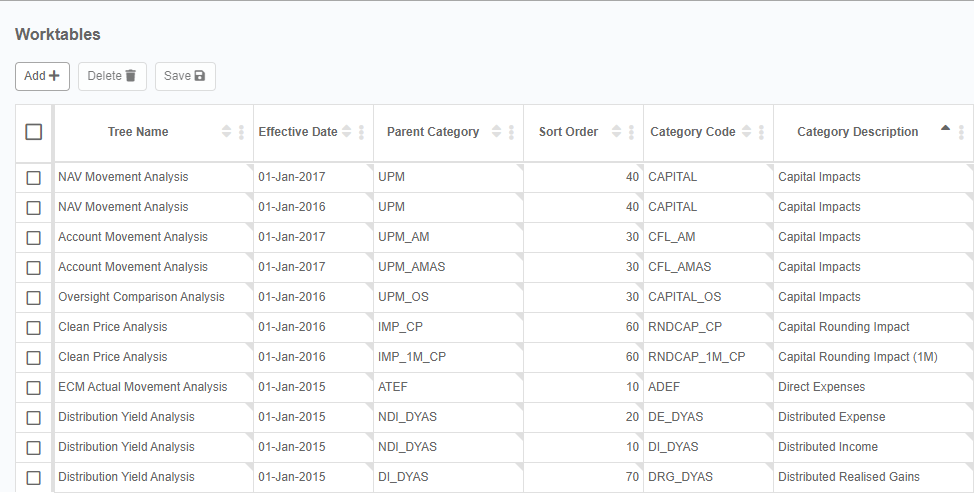 Worktables
Add Delete Save
Tree Name Effective Date Parent Category Sort Order Category Code Category Description
NAV Movement Analysis 01-Jan-2017 UPM 40 CAPITAL Capital Impacts
NAV Movement Analysis 01-Jan-2016 UPM 40 CAPITAL Capital Impacts
Account Movement Analysis 01-Jan-2017 UPM_AM 30 CFL_AM Capital Impacts
Account Movement Analysis 01-Jan-2017 UPM_AMAS 30 CFL_AMAS Capital Impacts
Oversight Comparison Analysis 01-Jan-2016 UPM_OS 30 CAPITAL_OS Capital Impacts
Clean Price Analysis 01-Jan-2016 IMP_CP 60 RNDCAP_CP Capital Rounding Impact
Clean Price Analysis 01-Jan-2016 IMP_1M_CP 60 RNDCAP_1M_CP Capital Rounding Impact (1M)
ECM Actual Movement Analysis 01-Jan-2015 ATEF 10 ADEF Direct Expenses
Distribution Yield Analysis 01-Jan-2015 NDI_DYAS 20 DE_DYAS Distributed Expense
Distribution Yield Analysis 01-Jan-2015 NDI_DYAS 10 DI_DYAS Distributed Income
Distribution Yield Analysis 01-Jan-2015 DI_DYAS 70 DRG_DYAS Distributed Realised Gains